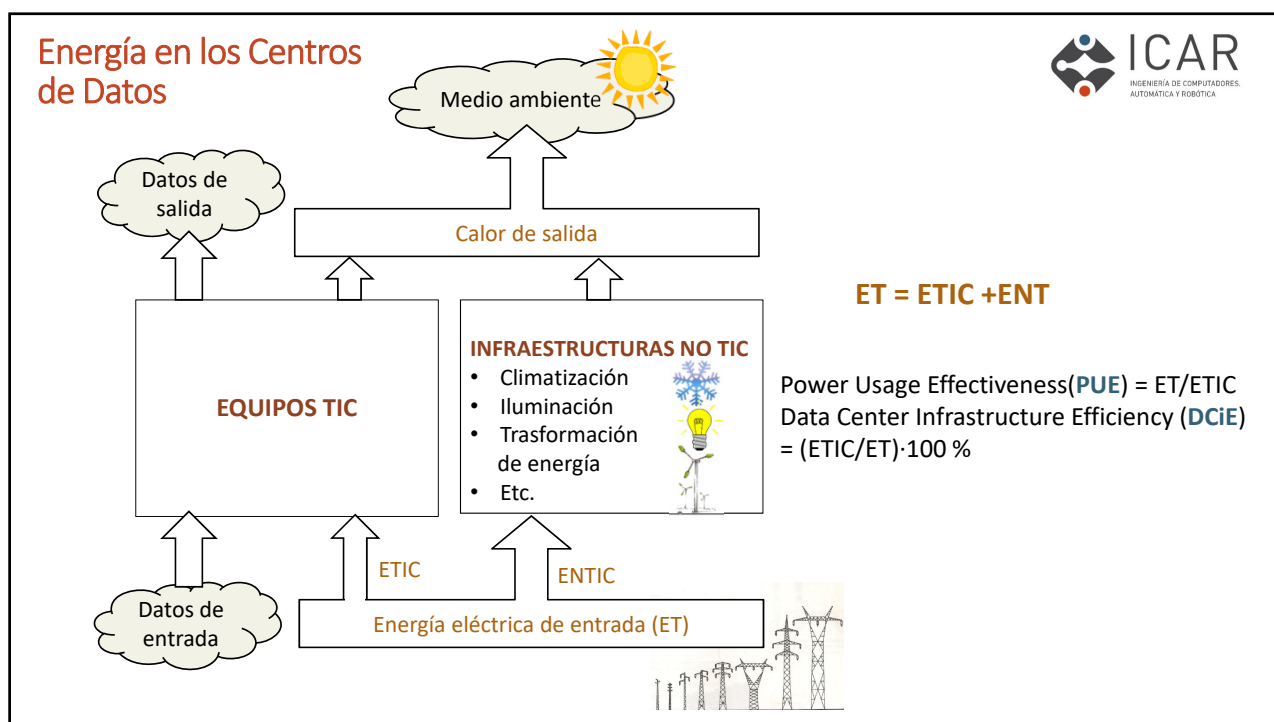 Energía en los Centros
de Datos
ICAR
INGENIERÍA DE COMPUTADORES,
AUTOMÁTICA Y ROBÓTICA
Medio ambiente
Datos de
salida
Calor de salida
EQUIPOS TIC
INFRAESTRUCTURAS NO TIC
• Climatización
• Iluminación
• Trasformación
de energía
• Etc.
ET = ETIC +ENT
Power Usage Effectiveness(PUE) = ET/ETIC
Data Center Infrastructure Efficiency (DCiE)
= (ETIC/ET)·100 %
ETIC
ENTIC
Datos de
entrada
Energía eléctrica de entrada (ET)